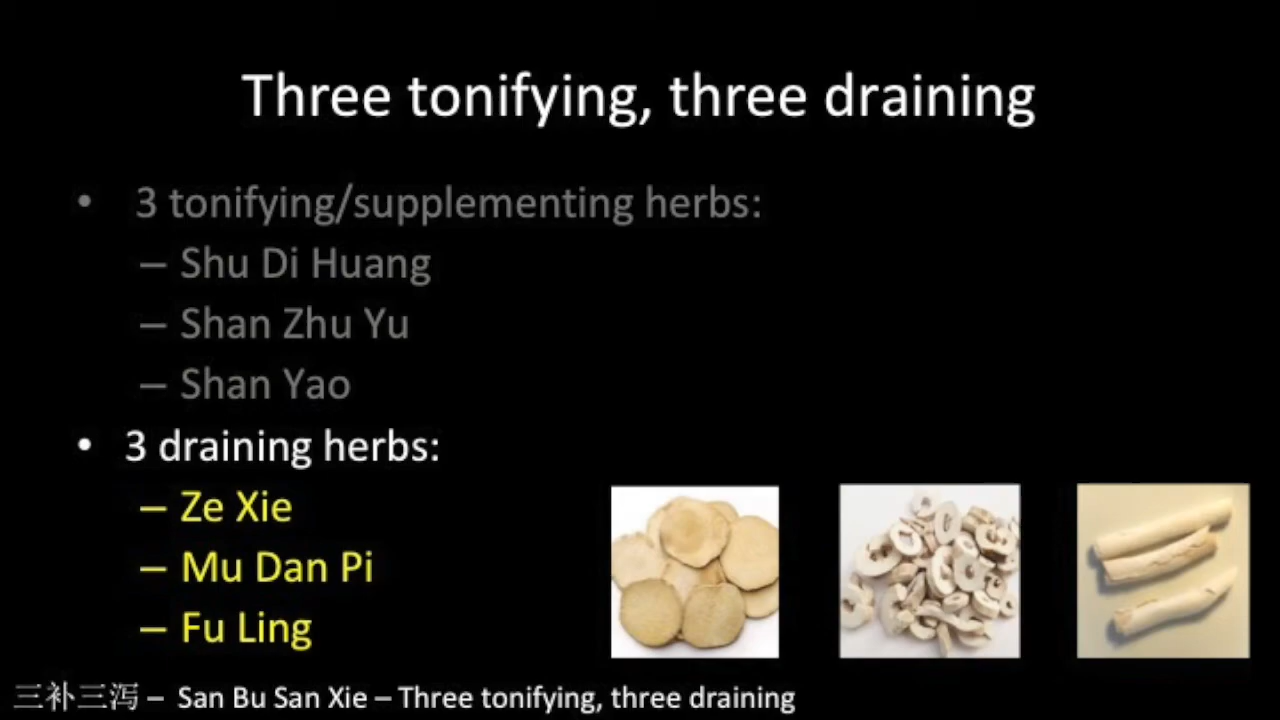 Three tonifying, three draining
• 3 tonifying/supplementing herbs:
– Shu Di Huang
– Shan Zhu Yu
– Shan Yao
• 3 draining herbs:
– Ze Xie
– Mu Dan Pi
– Fu Ling
三补三泻 – San Bu San Xie – Three tonifying, three draining